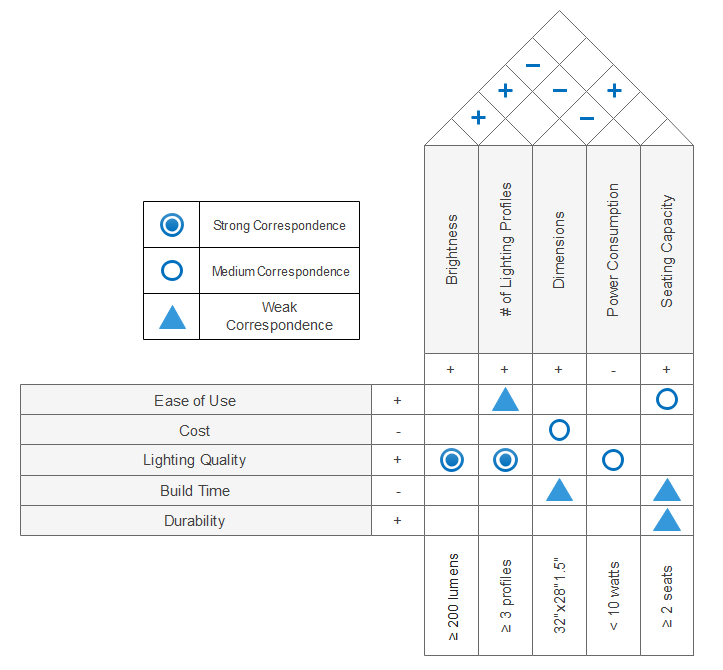 Brightness
# of Lighting Profiles
Dimensions
Power Consumption
Seating Capacity
Strong Correspondence
Medium Correspondence
Weak
Correspondence
+ + + - +
Ease of Use +
Cost -
Lighting Quality +
Build Time -
Durability +
≥ 200 lumens
≥ 3 profiles
32"x28"1.5"
< 10 watts
≥ 2 seats